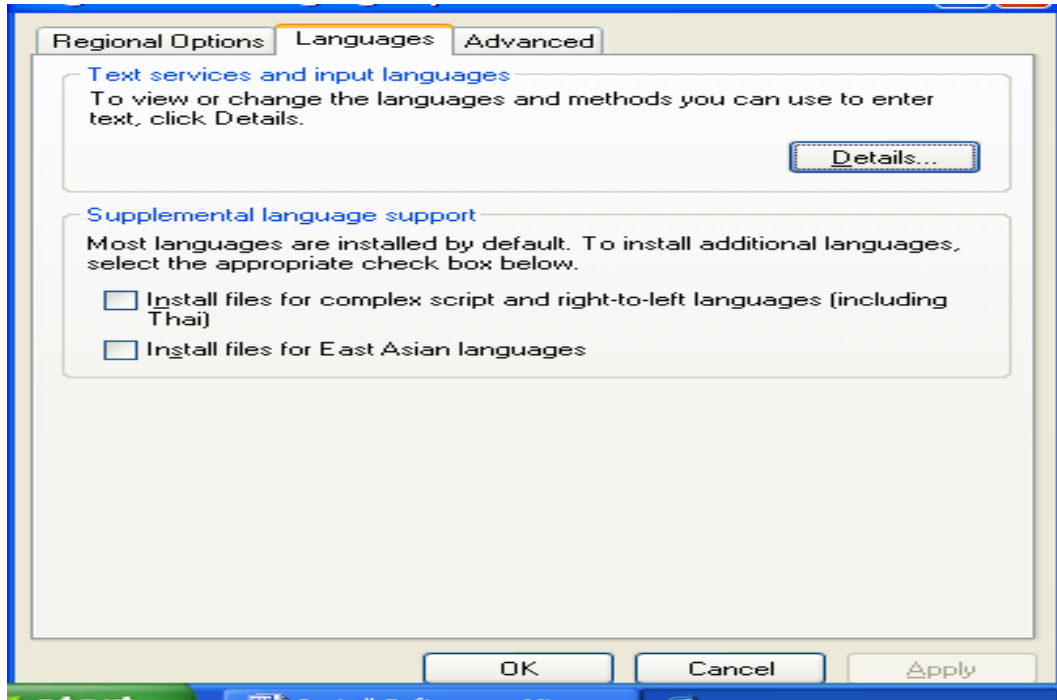 Regional Options Languages Advanced
Text services and input languages
To view or change the languages and methods you can use to enter
text, click Details.
Details...
Supplemental language support
Most languages are installed by default. To install additional languages,
select the appropriate check box below.
Install files for complex script and right-to-left languages (including
Thai)
Install files for East Asian languages
OK Cancel Apply